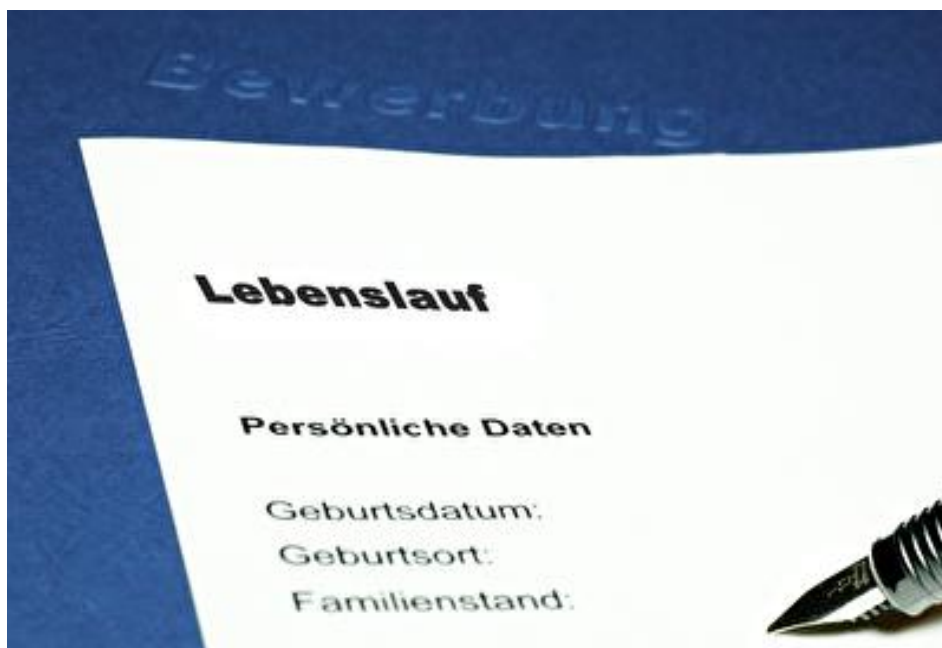 Bewerbung
Lebenslauf
Persönliche Daten
Geburtsdatum:
Geburtsort:
Familienstand: